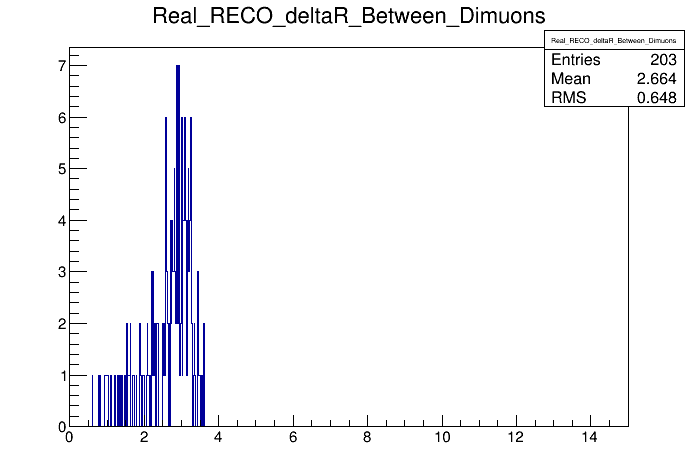 Real_RECO_deltaR_Between_Dimuons
Real_RECO_deltaR_Between_Dimuons
Entries 203
Mean 2.664
RMS 0.648
7
6
5
4
3
2
1
0
0 2 4 6 8 10 12 14